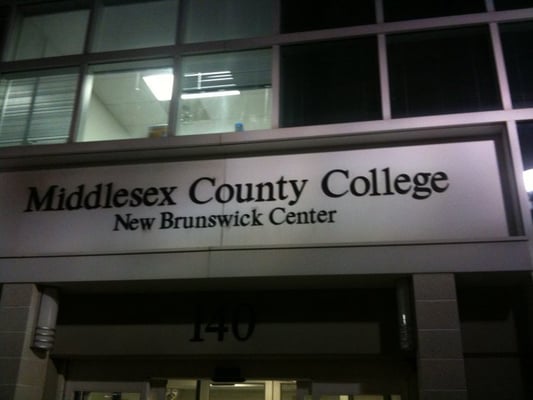 Middlesex County College
New Brunswick Center
140